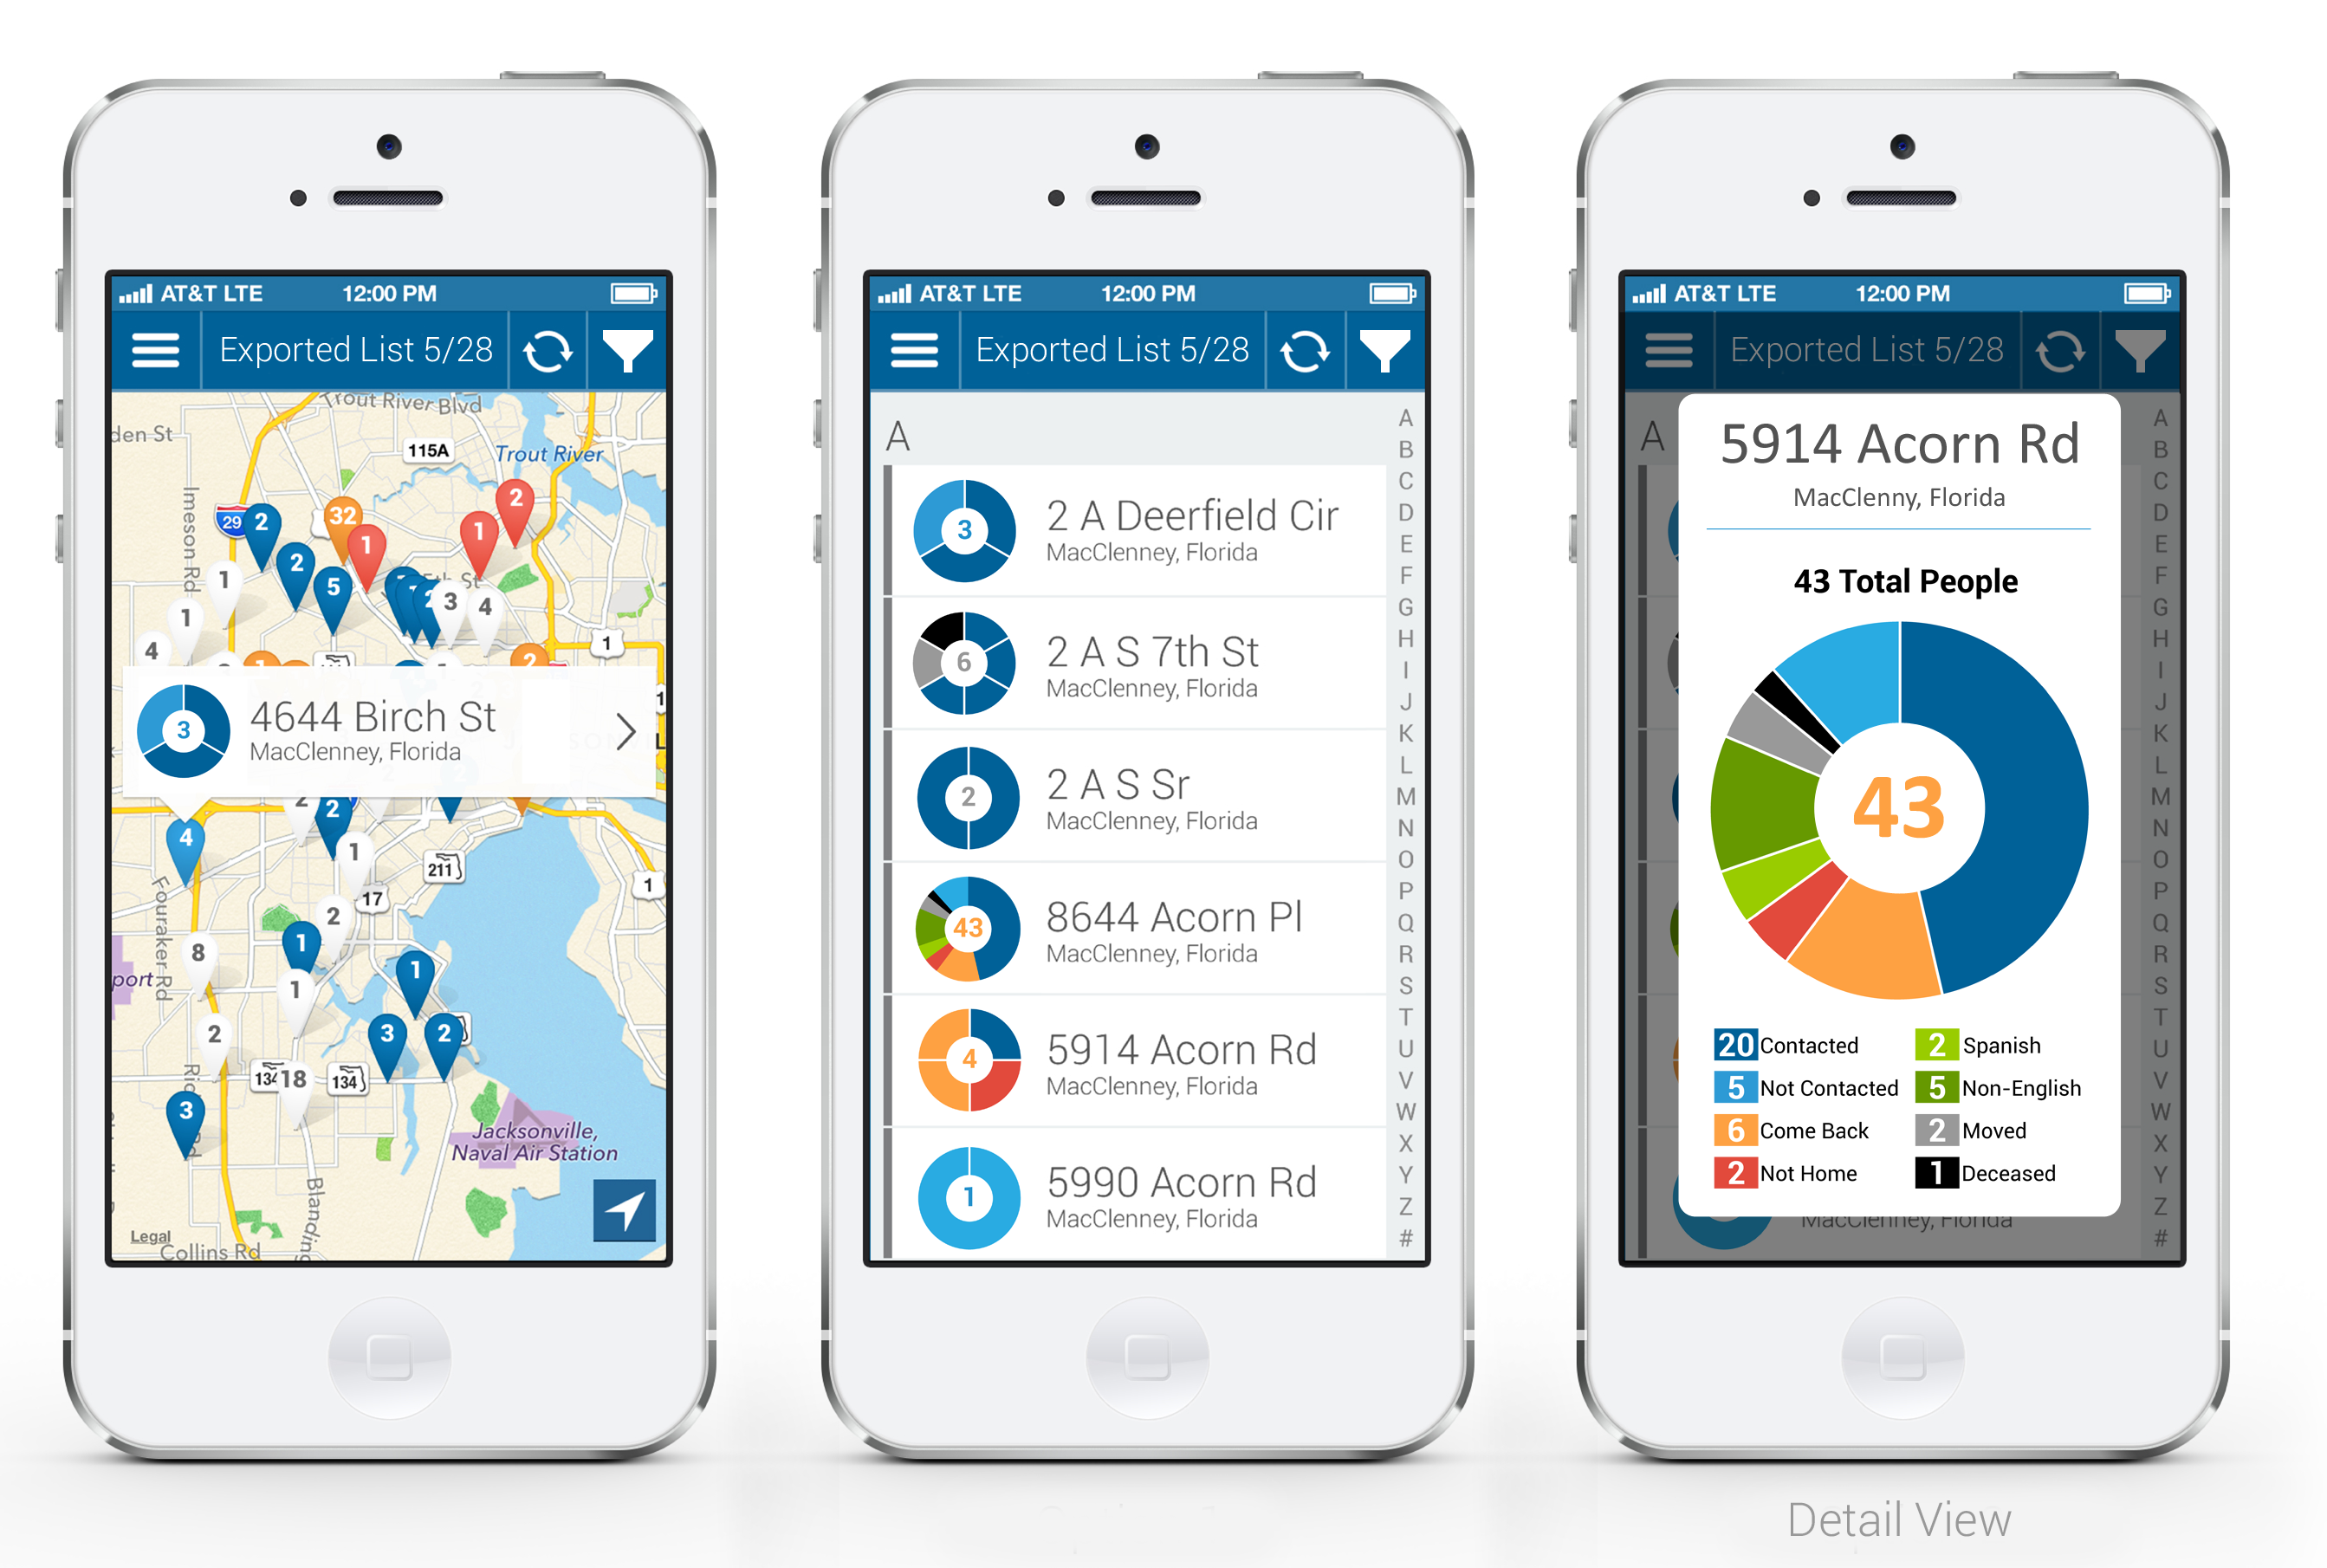 AT&T LTE 12:00 PM
Exported List 5/28
Trout River Blvd
den St
115A
Trout River
Imeson Rd
29
2
32
1
1
2
2
5
5th St
3
4
1
1
4
1
1
2
3
4644 Birch St
MacClenney, Florida
2
2
4
1
211
17
1
Fouraker Rd
2
1
8
1
port
1
2
3
2
134
18
134
3
Jacksonville,
Naval Air Station
Blanding
Legal
Collins Rd
AT&T LTE 12:00 PM
Exported List 5/28
A
3
2 A Deerfield Cir
MacClenney, Florida
6
2 A S 7th St
MacClenney, Florida
2
2 A S Sr
MacClenney, Florida
43
8644 Acorn Pl
MacClenney, Florida
4
5914 Acorn Rd
MacClenney, Florida
1
5990 Acorn Rd
MacClenney, Florida
A
B
C
D
E
F
G
H
I
J
K
L
M
N
O
P
Q
R
S
T
U
V
W
X
Y
Z
#
AT&T LTE 12:00 PM
Exported List 5/28
A
5914 Acorn Rd
MacClenny, Florida
43 Total People
43
20 Contacted
5 Not Contacted
6 Come Back
2 Not Home
2 Spanish
5 Non-English
2 Moved
1 Deceased
MacClenney, Florida
A
B
C
D
E
F
G
H
I
J
K
L
M
N
O
P
Q
R
S
T
U
V
W
X
Y
Z
#
Detail View